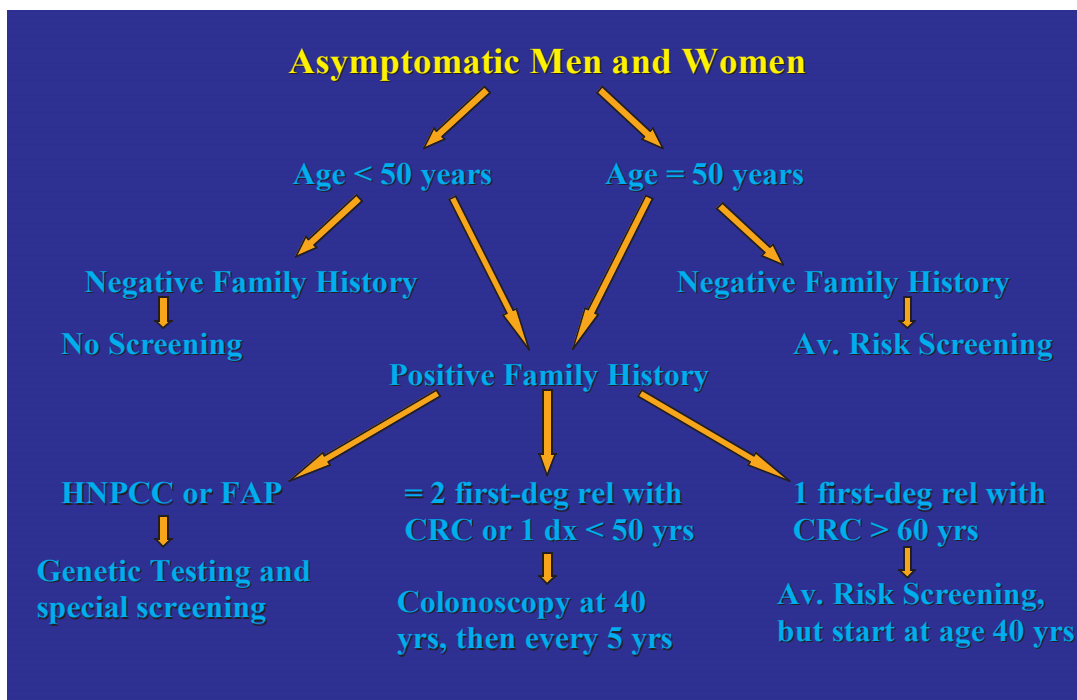 Asymptomatic Men and Women
Age < 50 years
Age = 50 years
Negative Family History
Negative Family History
No Screening
Av. Risk Screening
Positive Family History
HNPCC or FAP
= 2 first-deg rel with
CRC or 1 dx < 50 yrs
1 first-deg rel with
CRC > 60 yrs
Genetic Testing and
special screening
Colonoscopy at 40
yrs, then every 5 yrs
Av. Risk Screening,
but start at age 40 yrs